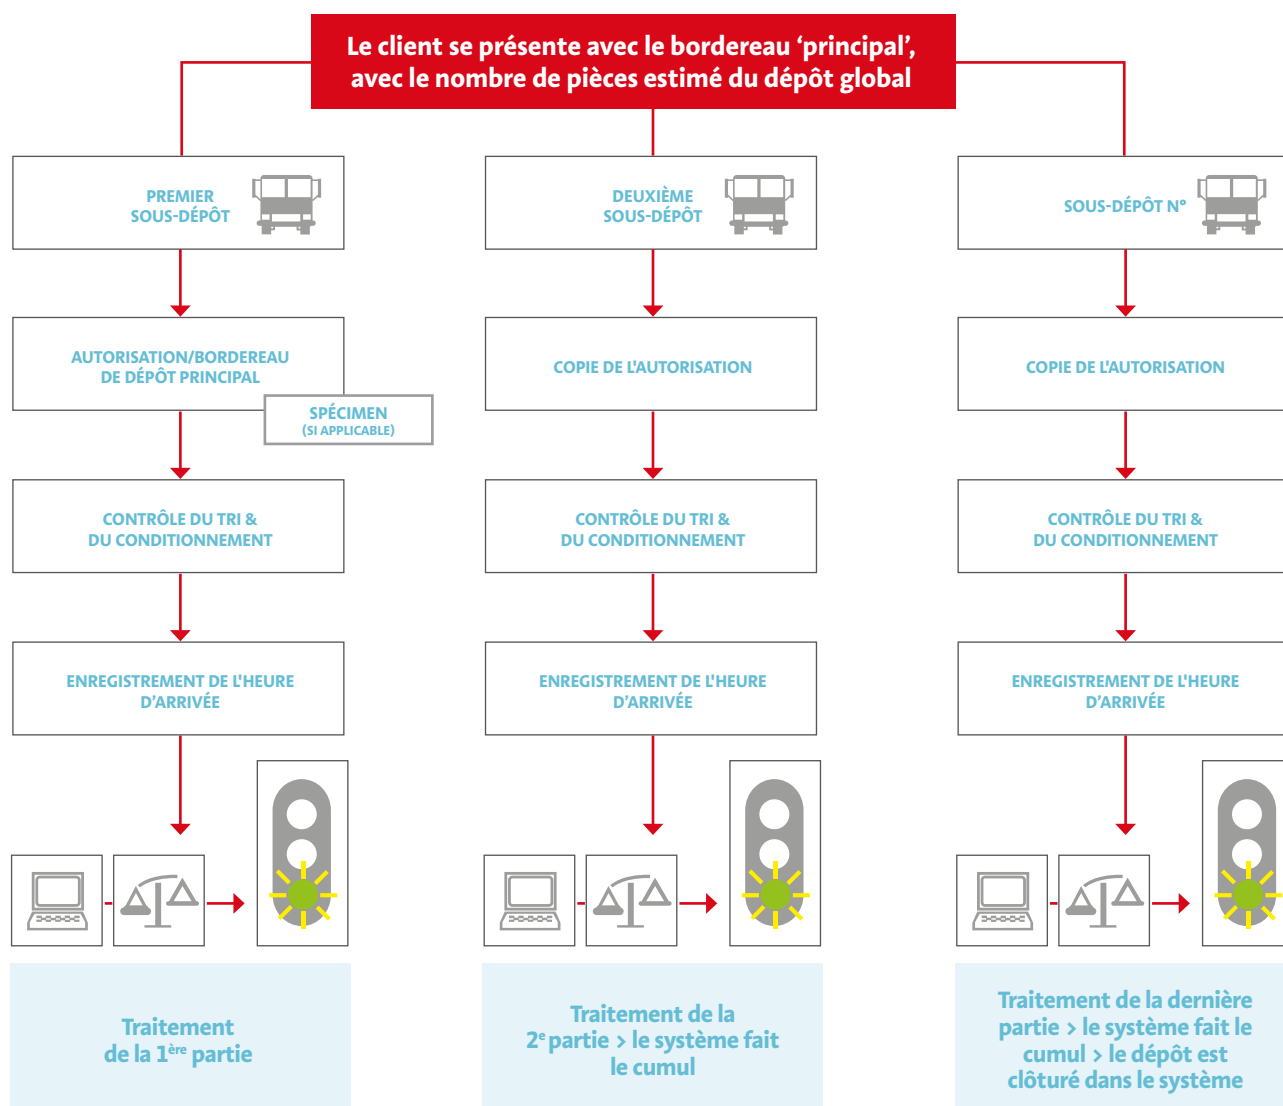 Le client se présente avec le bordereau ‘principal’,
avec le nombre de pièces estimé du dépôt global
PREMIER
SOUS-DÉPÔT
AUTORISATION/BORDEREAU
DE DÉPÔT PRINCIPAL
SPÉCIMEN
(SI APPLICABLE)
CONTRÔLE DU TRI &
DU CONDITIONNEMENT
ENREGISTREMENT DE L'HEURE
D’ARRIVÉE
Traitement
de la 1ère partie
DEUXIÈME
SOUS-DÉPÔT
COPIE DE L'AUTORISATION
CONTRÔLE DU TRI &
DU CONDITIONNEMENT
ENREGISTREMENT DE L'HEURE
D’ARRIVÉE
Traitement de la
2e partie > le système fait
le cumul
SOUS-DÉPÔT N°
COPIE DE L'AUTORISATION
CONTRÔLE DU TRI &
DU CONDITIONNEMENT
ENREGISTREMENT DE L'HEURE
D’ARRIVÉE
Traitement de la dernière
partie > le système fait le
cumul > le dépôt est
clôturé dans le système